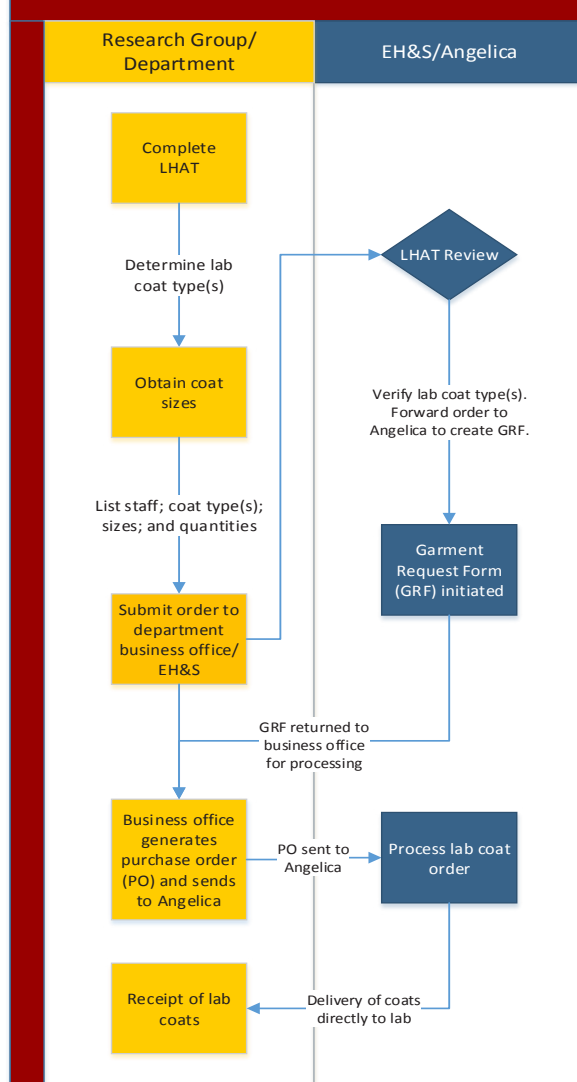 Research Group/
Department
EH&S/Angelica
Complete
LHAT
LHAT Review
Determine lab
coat type(s)
Obtain coat
sizes
Verify lab coat type(s).
Forward order to
Angelica to create GRF.
List staff; coat type(s);
sizes; and quantities
Garment
Request Form
(GRF) initiated
Submit order to
department
business office/
EH&S
GRF returned to
business office
for processing
Business office
generates
purchase order
(PO) and sends
to Angelica
PO sent to
Angelica
Process lab coat
order
Receipt of lab
coats
Delivery of coats
directly to lab